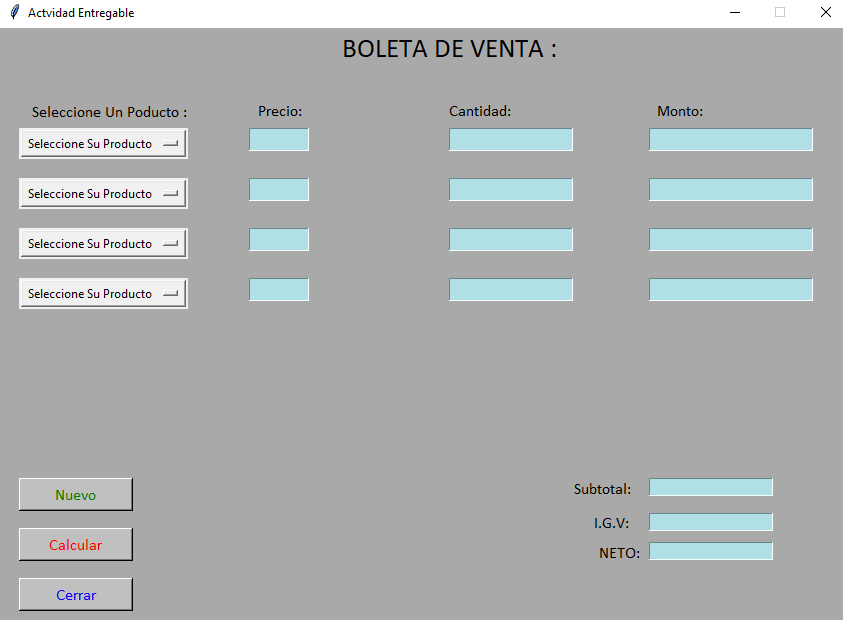 Actvidad Entregable
BOLETA DE VENTA :
Seleccione Un Poducto : Precio: Cantidad: Monto:
Seleccione Su Producto
Seleccione Su Producto
Seleccione Su Producto
Seleccione Su Producto
Nuevo Subtotal:
I.G.V:
Calcular NETO:
Cerrar